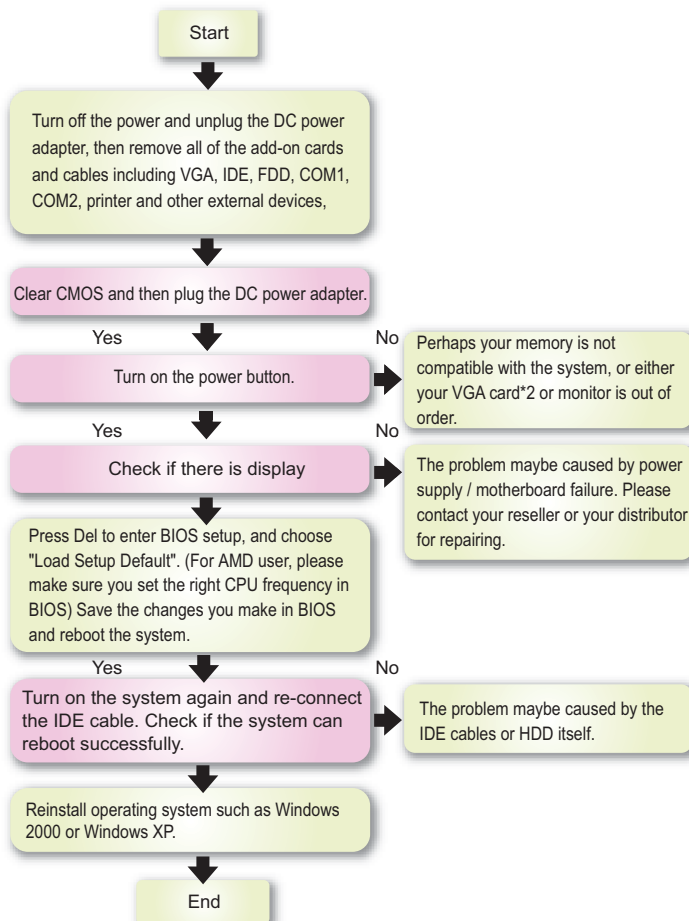 Start
Turn off the power and unplug the DC power
adapter, then remove all of the add-on cards
and cables including VGA, IDE, FDD, COM1,
COM2, printer and other external devices,
Clear CMOS and then plug the DC power adapter.
Yes
No
Turn on the power button.
Perhaps your memory is not
compatible with the system, or either
your VGA card*2 or monitor is out of
order.
Yes
No
Check if there is display
The problem maybe caused by power
supply / motherboard failure. Please
contact your reseller or your distributor
for repairing.
Press Del to enter BIOS setup, and choose
"Load Setup Default". (For AMD user, please
make sure you set the right CPU frequency in
BIOS) Save the changes you make in BIOS
and reboot the system.
Yes
No
Turn on the system again and re-connect
the IDE cable. Check if the system can
reboot successfully.
The problem maybe caused by the
IDE cables or HDD itself.
Reinstall operating system such as Windows
2000 or Windows XP.
End